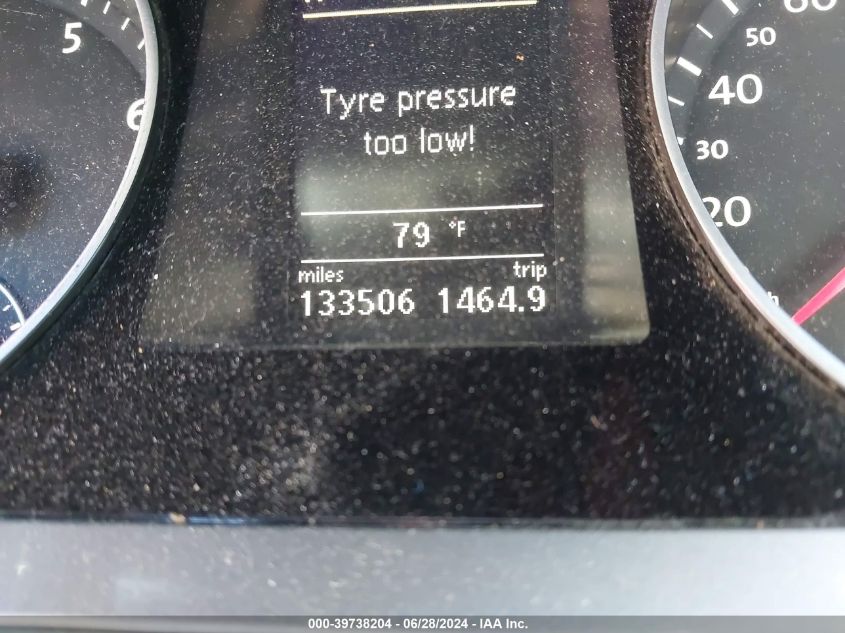 5
6
Tyre pressure
too low!
79 °F
miles trip
133506 1464.9
60
50
40
30
20
h
000-39738204 - 06/28/2024 - IAA Inc.